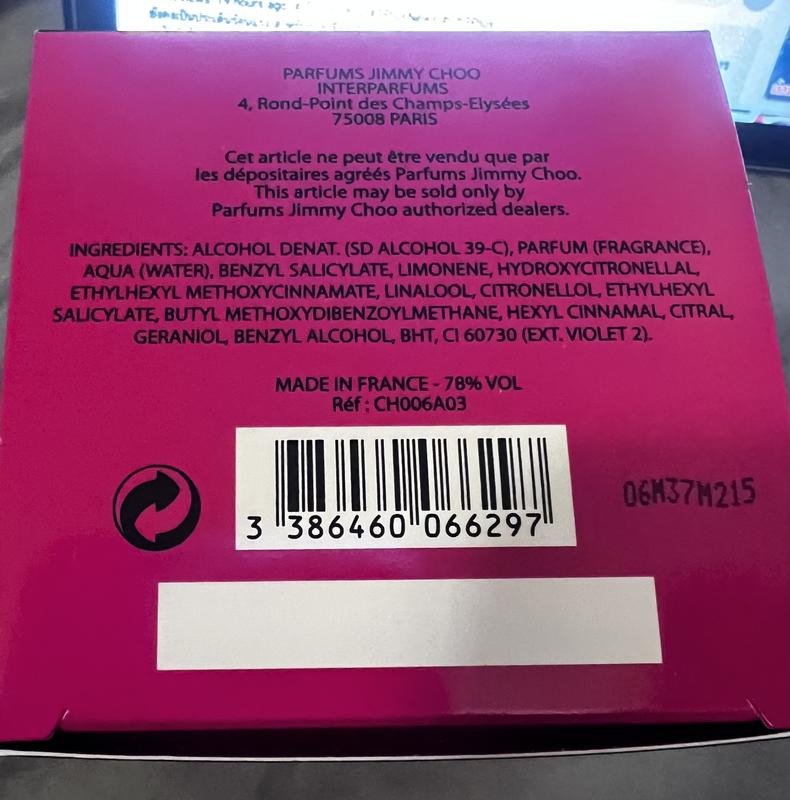 PARFUMS JIMMY CHOO
INTERPARFUMS
4, Rond-Point des Champs-Elysées
75008 PARIS
Cet article ne peut être vendu que par
les dépositaires agréés Parfums Jimmy Choo.
This article may be sold only by
Parfums Jimmy Choo authorized dealers.
INGREDIENTS: ALCOHOL DENAT. (SD ALCOHOL 39-C), PARFUM (FRAGRANCE),
AQUA (WATER), BENZYL SALICYLATE, LIMONENE, HYDROXYCITRONELLAL,
ETHYLHEXYL METHOXYCINNAMATE, LINALOOL, CITRONELLOL, ETHYLHEXYL
SALICYLATE, BUTYL METHOXYDIBENZOYLMETHANE, HEXYL CINNAMAL, CITRAL,
GERANIOL, BENZYL ALCOHOL, BHT, CI 60730 (EXT. VIOLET 2).
MADE IN FRANCE - 78% VOL
Réf : CH006A03
3 386460 066297
06M37M215